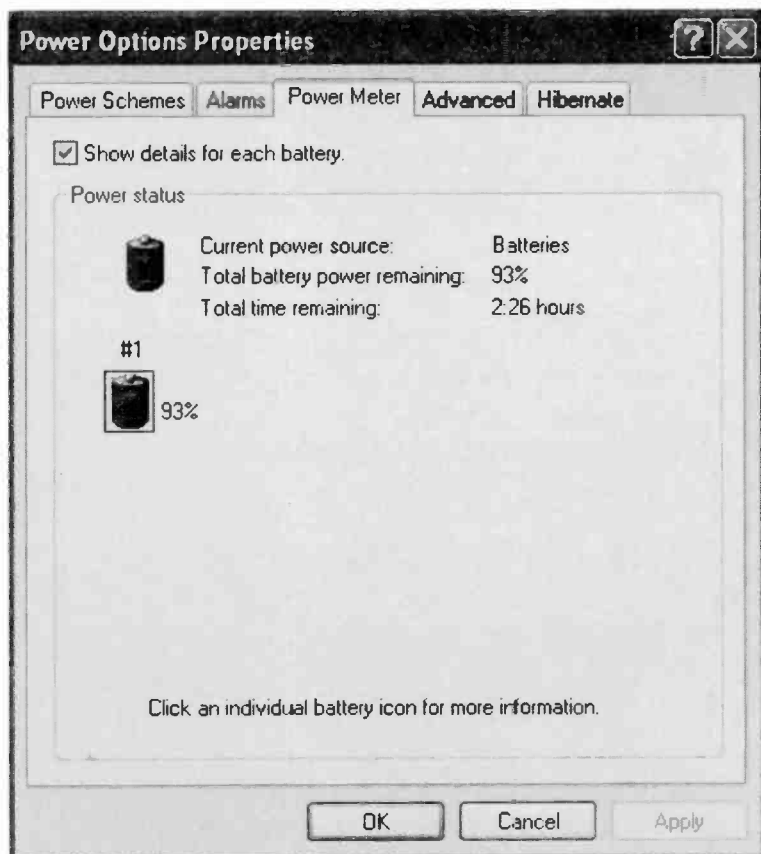 Power Options Properties
Power Schemes Alarms Power Meter Advanced Hibernate
Show details for each battery.
Power status
Current power source: Batteries
Total battery power remaining: 93%
Total time remaining: 2:26 hours
#1
93%
Click an individual battery icon for more information.
OK Cancel Apply